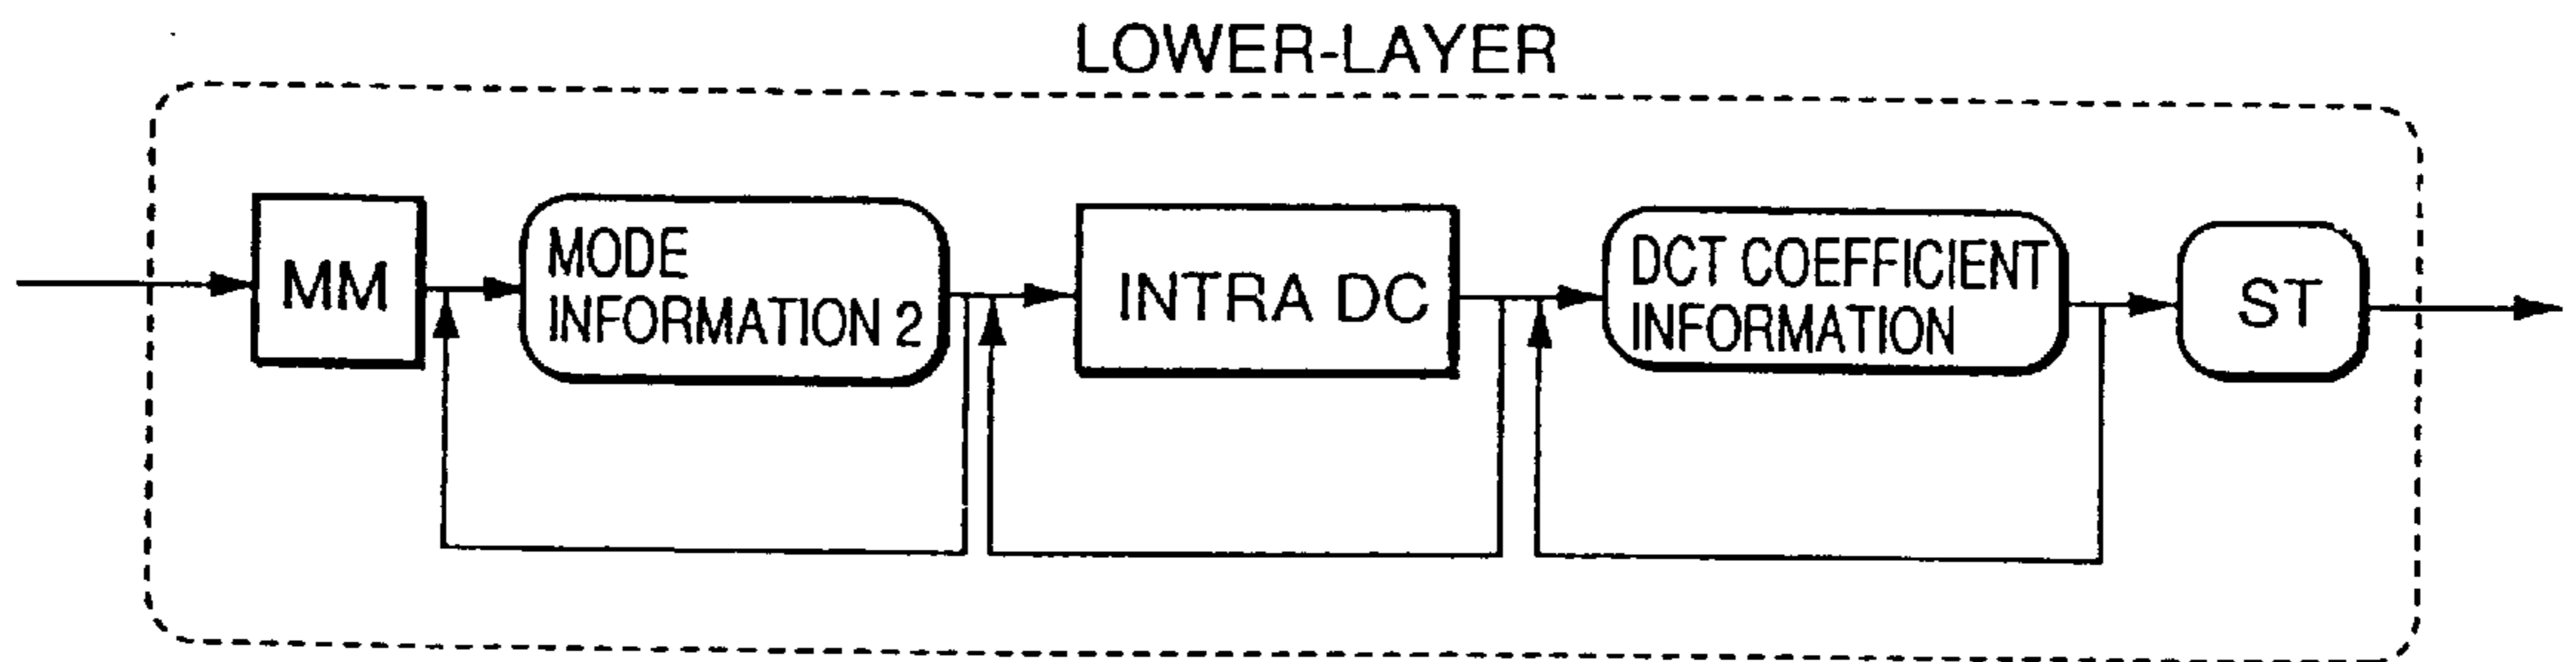 LOWER-LAYER
MM
MODE
INFORMATION 2
INTRA DC
DCT COEFFICIENT
INFORMATION
ST